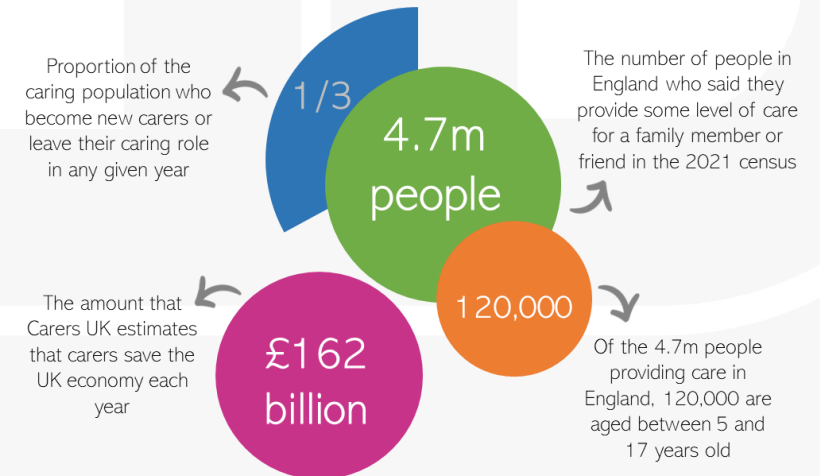 Proportion of the
caring population who
become new carers or
leave their caring role
in any given year
1/3
4.7m
people
The number of people in
England who said they
provide some level of care
for a family member or
friend in the 2021 census
The amount that
Carers UK estimates
that carers save the
UK economy each
year
£162
billion
120,000
Of the 4.7m people
providing care in
England, 120,000 are
aged between 5 and
17 years old